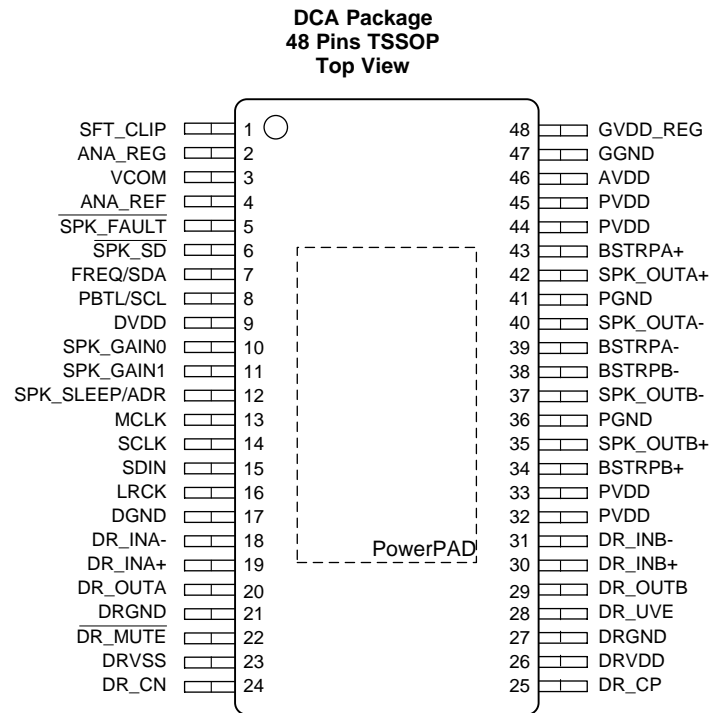 DCA Package
48 Pins TSSOP
Top View
SFT_CLIP 1 48 GVDD_REG
ANA_REG 2 47 GGND
VCOM 3 46 AVDD
ANA_REF 4 45 PVDD
SPK_FAULT 5 44 PVDD
SPK_SD 6 43 BSTRPA+
FREQ/SDA 7 42 SPK_OUTA+
PBTL/SCL 8 41 PGND
DVDD 9 40 SPK_OUTA-
SPK_GAIN0 10 39 BSTRPA-
SPK_GAIN1 11 38 BSTRPB-
SPK_SLEEP/ADR 12 37 SPK_OUTB-
MCLK 13 36 PGND
SCLK 14 35 SPK_OUTB+
SDIN 15 34 BSTRPB+
LRCK 16 33 PVDD
DGND 17 32 PVDD
DR_INA- 18 PowerPAD 31 DR_INB-
DR_INA+ 19 30 DR_INB+
DR_OUTA 20 29 DR_OUTB
DRGND 21 28 DR_UVE
DR_MUTE 22 27 DRGND
DRVSS 23 26 DRVDD
DR_CN 24 25 DR_CP